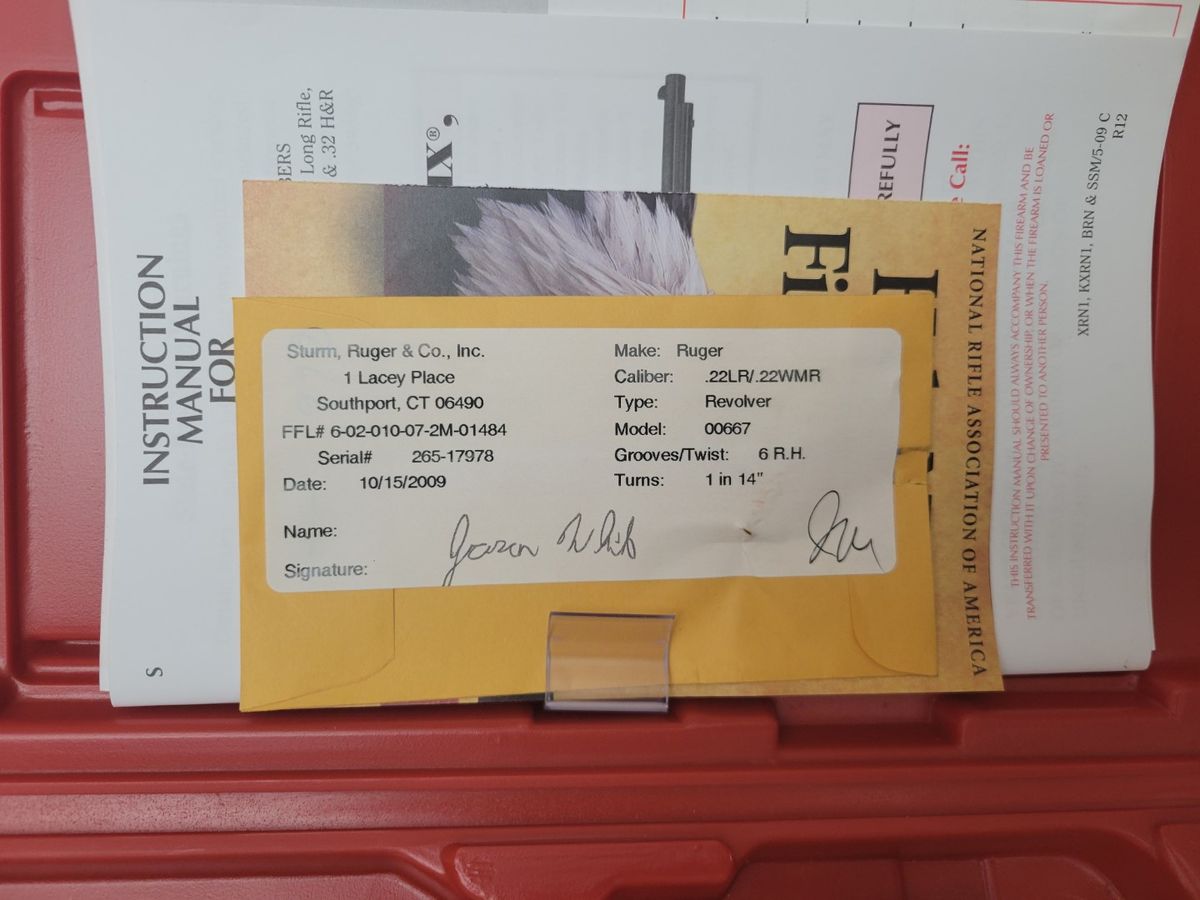 Sturm, Ruger & Co., Inc.
1 Lacey Place
Southport, CT 06490
FFL# 6-02-010-07-2M-01484
Serial# 265-17978
Date: 10/15/2009
Name:
Signature:
Make: Ruger
Caliber: .22LR/.22WMR
Type: Revolver
Model: 00667
Grooves/Twist: 6 R.H.
Turns: 1 in 14"
INSTRUCTION
MANUAL
FOR
BERS
Long Rifle,
& .32 H&R
IX®,
REFULLY
e Call:
THIS INSTRUCTION MANUAL SHOULD ALWAYS ACCOMPANY THIS FIREARM AND BE
TRANSFERRED WITH IT UPON CHANGE OF OWNERSHIP, OR WHEN THE FIREARM IS LOANED OR
PRESENTED TO ANOTHER PERSON.
XRN1, KXRN1, BRN & SSM/5-09 C
R12
S
Fi
NATIONAL RIFLE ASSOCIATION OF AMERICA